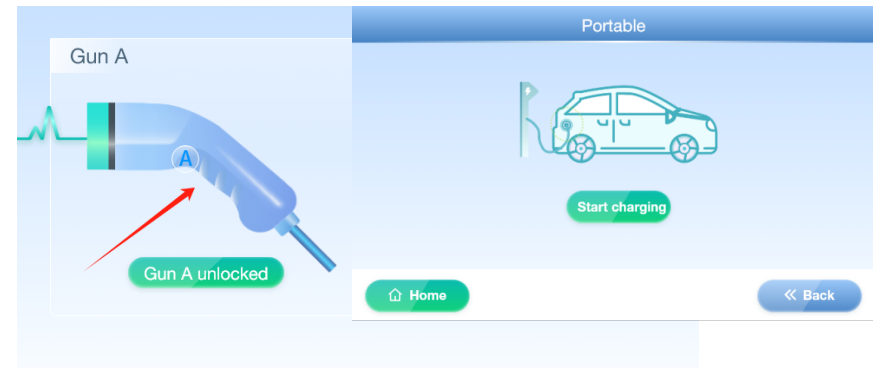 Gun A
A
Gun A unlocked
Portable
Start charging
Home
Back